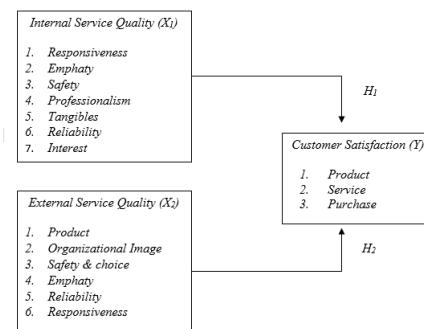 Internal Service Quality (X1)
1. Responsiveness
2. Emphaty
3. Safety
4. Professionalism
5. Tangibles
6. Reliability
7. Interest
H1
Customer Satisfaction (Y)
1. Product
2. Service
3. Purchase
External Service Quality (X2)
1. Product
2. Organizational Image
3. Safety & choice
4. Emphaty
5. Reliability
6. Responsiveness
H2